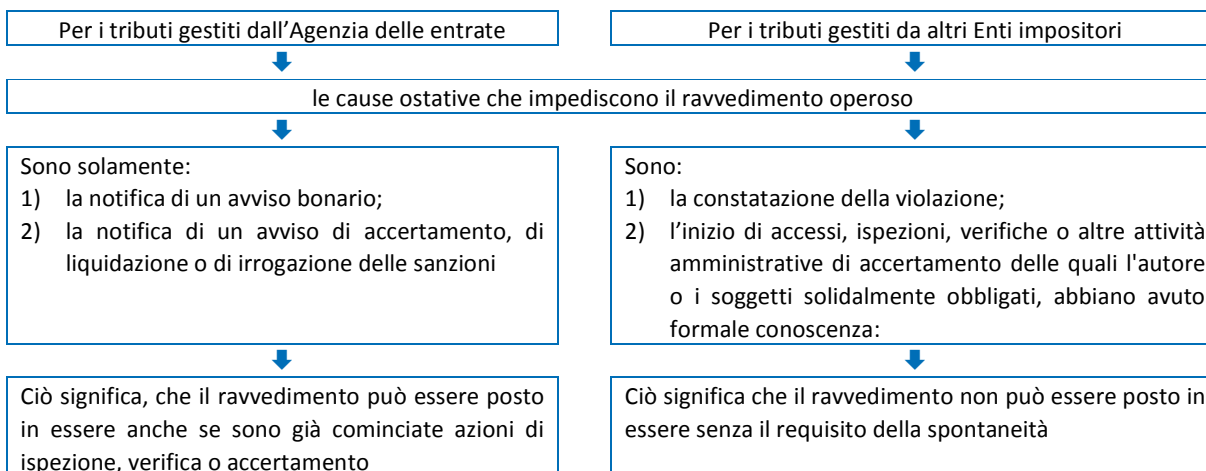 Per i tributi gestiti dall’Agenzia delle entrate
Per i tributi gestiti da altri Enti impositori
le cause ostative che impediscono il ravvedimento operoso
Sono solamente:
1) la notifica di un avviso bonario;
2) la notifica di un avviso di accertamento, di
liquidazione o di irrogazione delle sanzioni
Sono:
1) la constatazione della violazione;
2) l’inizio di accessi, ispezioni, verifiche o altre attività
amministrative di accertamento delle quali l'autore
o i soggetti solidalmente obbligati, abbiano avuto
formale conoscenza:
Ciò significa, che il ravvedimento può essere posto
in essere anche se sono già cominciate azioni di
ispezione, verifica o accertamento
Ciò significa che il ravvedimento non può essere posto in
essere senza il requisito della spontaneità